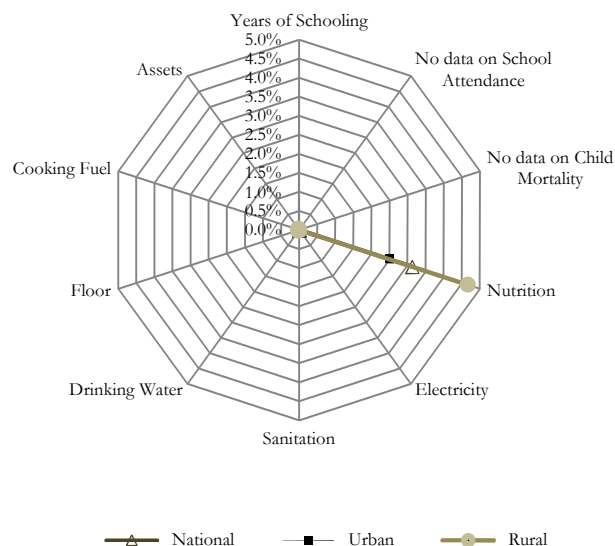 Years of Schooling
5.0%
4.5%
4.0%
3.5%
3.0%
2.5%
2.0%
1.5%
1.0%
0.5%
0.0%
No data on School
Attendance
No data on Child
Mortality
Nutrition
Electricity
Sanitation
Drinking Water
Floor
Cooking Fuel
Assets
National
Urban
Rural